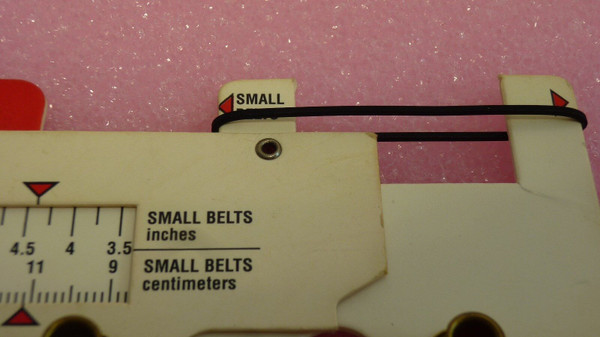 SMALL
SMALL BELTS
inches
4.5 4 3.5
11 9
SMALL BELTS
centimeters